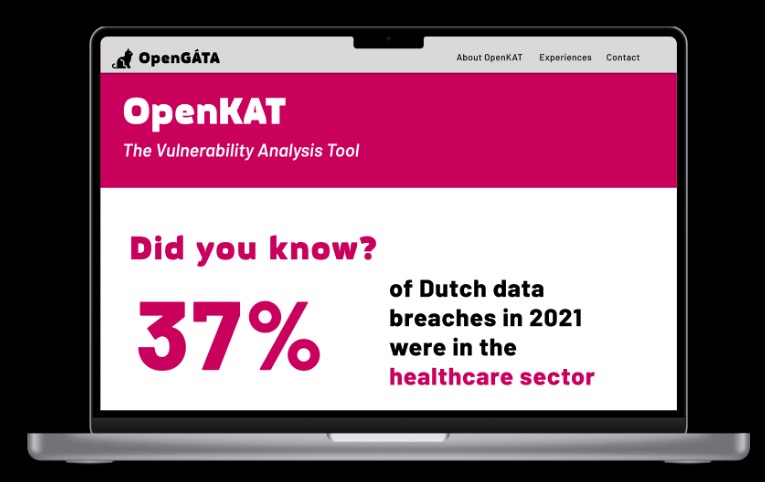 OpenGÁTA
About OpenKAT Experiences Contact
OpenKAT
The Vulnerability Analysis Tool
Did you know?
37%
of Dutch data
breaches in 2021
were in the
healthcare sector